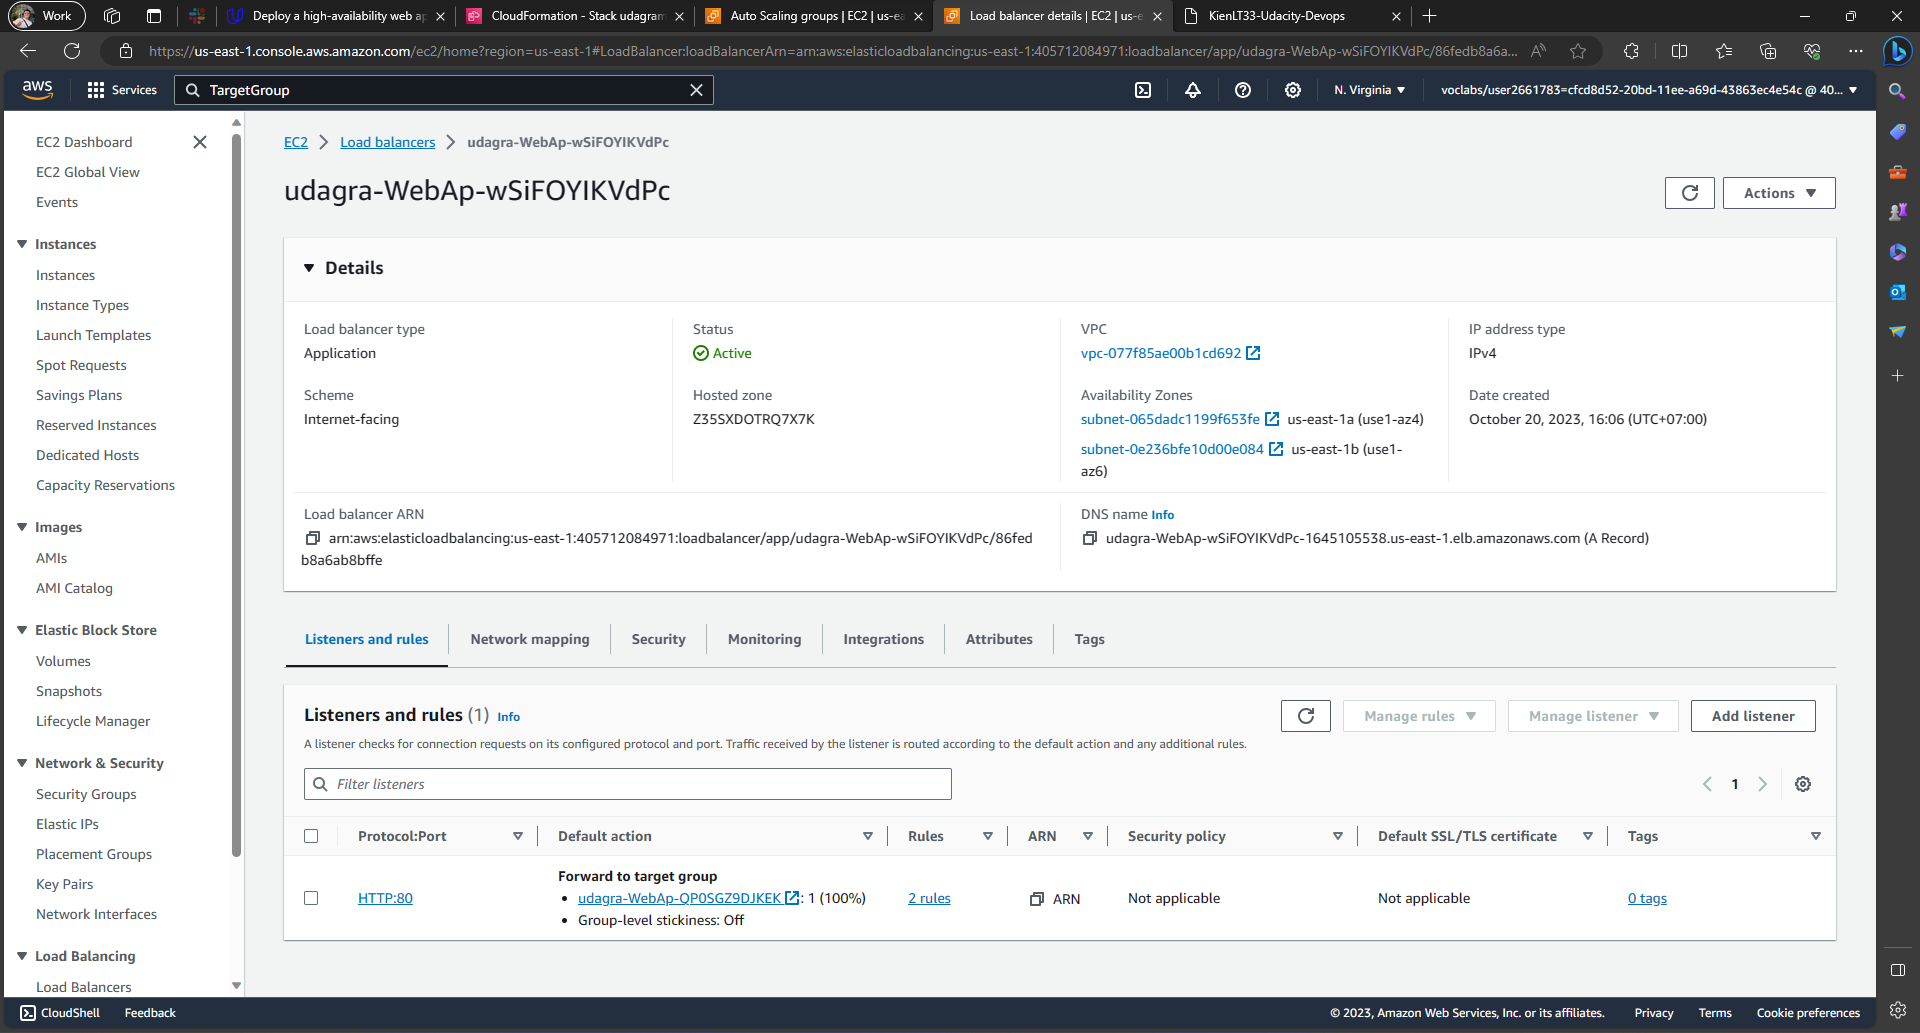 Work
Deploy a high-availability web ap
CloudFormation - Stack udagram
Auto Scaling groups | EC2 | us-ea
Load balancer details | EC2 | us-e
KienLT33-Udacity-Devops
https://us-east-1.console.aws.amazon.com/ec2/home?region=us-east-1#LoadBalancer:loadBalancerArn=arn:aws:elasticloadbalancing:us-east-1:405712084971:loadbalancer/app/udagra-WebAp-wSiFOYIKVdPc/86fedb8a6a...
aws
Services
TargetGroup
N. Virginia
voclabs/user2661783=cfcd8d52-20bd-11ee-a69d-43863ec4e54c @ 40...
EC2 Dashboard
EC2 Global View
Events
Instances
Instances
Instance Types
Launch Templates
Spot Requests
Savings Plans
Reserved Instances
Dedicated Hosts
Capacity Reservations
Images
AMIs
AMI Catalog
Elastic Block Store
Volumes
Snapshots
Lifecycle Manager
Network & Security
Security Groups
Elastic IPs
Placement Groups
Key Pairs
Network Interfaces
Load Balancing
Load Balancers
EC2 > Load balancers > udagra-WebAp-wSiFOYIKVdPc
udagra-WebAp-wSiFOYIKVdPc
Actions
Details
Load balancer type
Application
Status
Active
VPC
vpc-077f85ae00b1cd692
IP address type
IPv4
Scheme
Internet-facing
Hosted zone
Z35SXDOTRQ7X7K
Availability Zones
subnet-065dadc1199f653fe us-east-1a (use1-az4)
subnet-0e236bfe10d00e084 us-east-1b (use1-
az6)
Date created
October 20, 2023, 16:06 (UTC+07:00)
Load balancer ARN
arn:aws:elasticloadbalancing:us-east-1:405712084971:loadbalancer/app/udagra-WebAp-wSiFOYIKVdPc/86fed
b8a6ab8bffe
DNS name Info
udagra-WebAp-wSiFOYIKVdPc-1645105538.us-east-1.elb.amazonaws.com (A Record)
Listeners and rules
Network mapping
Security
Monitoring
Integrations
Attributes
Tags
Listeners and rules (1) Info
Manage rules
Manage listener
Add listener
A listener checks for connection requests on its configured protocol and port. Traffic received by the listener is routed according to the default action and any additional rules.
Filter listeners
1
Protocol:Port
Default action
Rules
ARN
Security policy
Default SSL/TLS certificate
Tags
HTTP:80
Forward to target group
• udagra-WebAp-QP0SGZ9DJKEK : 1 (100%)
• Group-level stickiness: Off
2 rules
ARN
Not applicable
Not applicable
0 tags
CloudShell
Feedback
© 2023, Amazon Web Services, Inc. or its affiliates.
Privacy
Terms
Cookie preferences